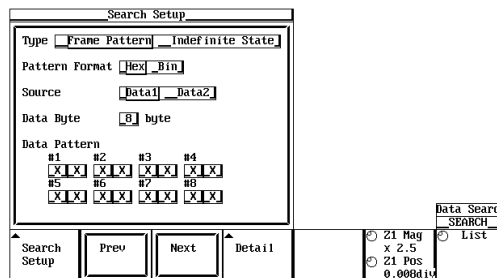 Search Setup
Type Frame Pattern Indefinite State
Pattern Format Hex Bin
Source Data1 Data2
Data Byte 8 byte
Data Pattern
#1 #2 #3 #4
X X X X X X X X
#5 #6 #7 #8
X X X X X X X X
Data Searc
SEARCH
Search Setup
Prev
Next
Detail
Z1 Mag
x 2.5
Z1 Pos
0.008div
List